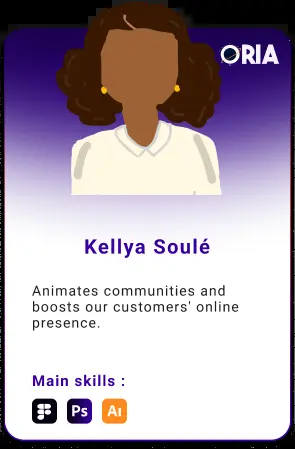 ORIA
Kellya Soulé
Animates communities and
boosts our customers' online
presence.
Main skills :
Ps Ai